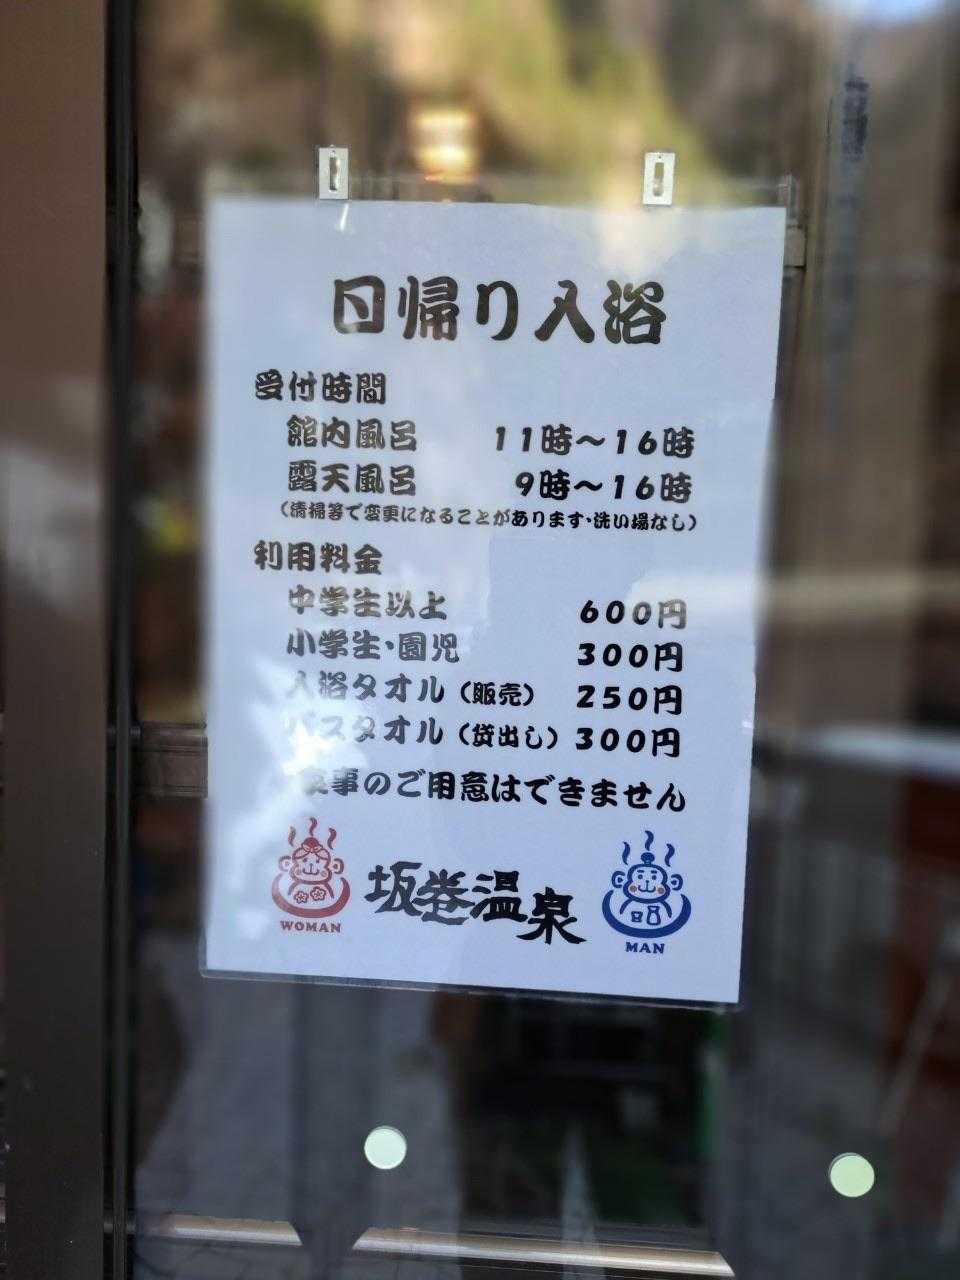 日帰り入浴
受付時間
館内風呂 11時～16時
露天風呂 9時～16時
（清掃等で変更になることがあります・洗い場なし）
利用料金
中学生以上 600円
小学生・園児 300円
入浴タオル（販売） 250円
バスタオル（貸出し） 300円
食事のご用意はできません
坂巻温泉
WOMAN
MAN